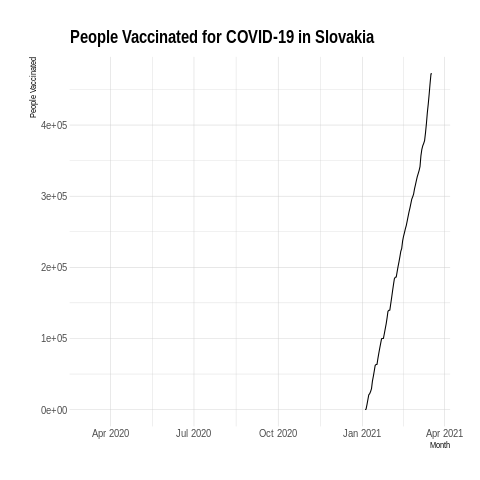 People Vaccinated for COVID-19 in Slovakia
People Vaccinated
4e+05
3e+05
2e+05
1e+05
0e+00
Apr 2020 Jul 2020 Oct 2020 Jan 2021 Apr 2021
Month